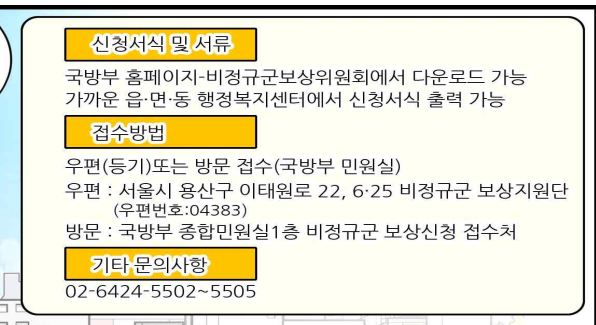 신청서식 및 서류
국방부 홈페이지-비정규군보상위원회에서 다운로드 가능
가까운 읍·면·동 행정복지센터에서 신청서식 출력 가능
접수방법
우편(등기)또는 방문 접수(국방부 민원실)
우편 : 서울시 용산구 이태원로 22, 6·25 비정규군 보상지원단
(우편번호:04383)
방문 : 국방부 종합민원실1층 비정규군 보상신청 접수처
기타 문의사항
02-6424-5502~5505